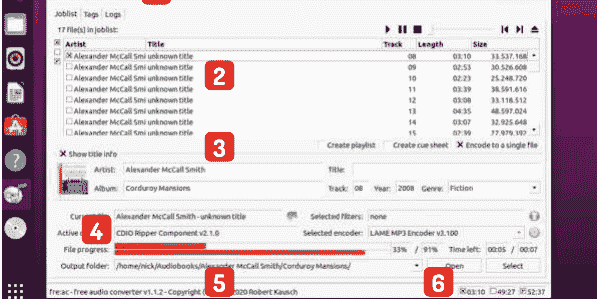 Joblist Tags Logs
17 file(s) in joblist:
Artist Title Track Length Size
Alexander McCall Smi unknown title 08 03:10 33.537.168
Alexander McCall Smi unknown title 09 02:53 30.526.608
2
Alexander McCall Smi unknown title 10 02:23 25.248.720
Alexander McCall Smi unknown title 11 03:39 38.591.616
Alexander McCall Smi unknown title 12 03:08 33.118.512
Alexander McCall Smi unknown title 13 04:35 48.597.024
Alexander McCall Smi unknown title 14 03:07 32.925.648
Alexander McCall Smi unknown title 15 02:39 27.979.392
3
Create playlist Create cue sheet Encode to a single file
Show title info
Artist: Alexander McCall Smith Title:
Album: Corduroy Mansions Track: 08 Year: 2008 Genre: Fiction
Alexander McCall Smith - unknown title Selected filters: none
4
Active CDIO Ripper Component v2.1.0 Selected encoder: LAME MP3 Encoder v3.100
File progress: 33% / 91% Time left: 00:05 / 00:07
Output folder: /home/nick/Audiobooks/Alexander McCall Smith/Corduroy Mansions/ Open Select
5
6
fre:ac - free audio converter v1.1.2 - Copyright 2020 Robert Kausch 03:10 49:27 52:37